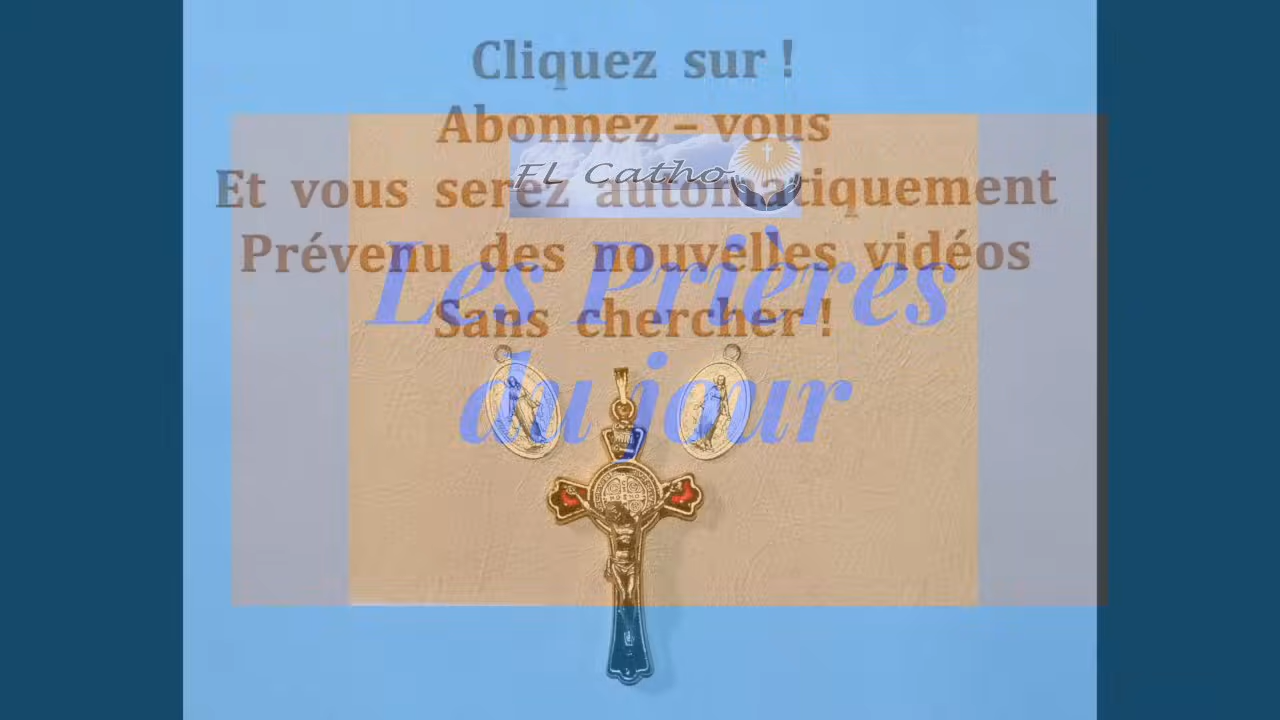 Cliquez sur !
Abonnez – vous
FL Catho
Et vous serez automatiquement
Prévenu des nouvelles vidéos
Les Prières
Sans chercher !
du jour